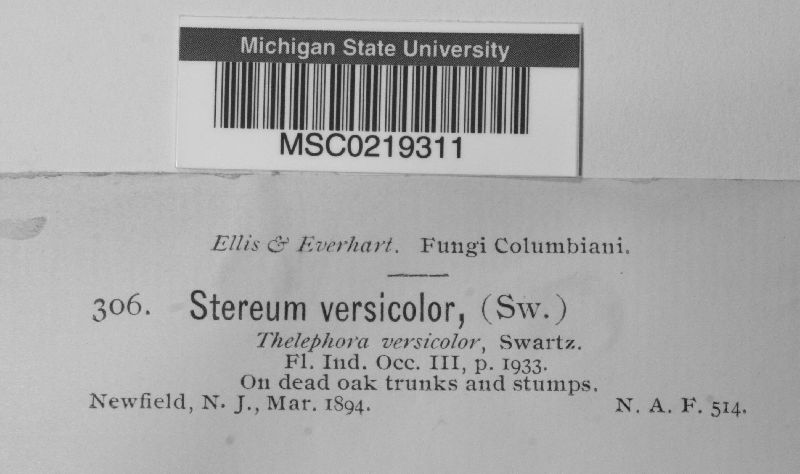 Michigan State University
MSC0219311
Ellis & Everhart. Fungi Columbiani.
306. Stereum versicolor, (Sw.)
Thelephora versicolor, Swartz.
Fl. Ind. Occ. III, p. 1933.
On dead oak trunks and stumps.
Newfield, N. J., Mar. 1894. N. A. F. 514.